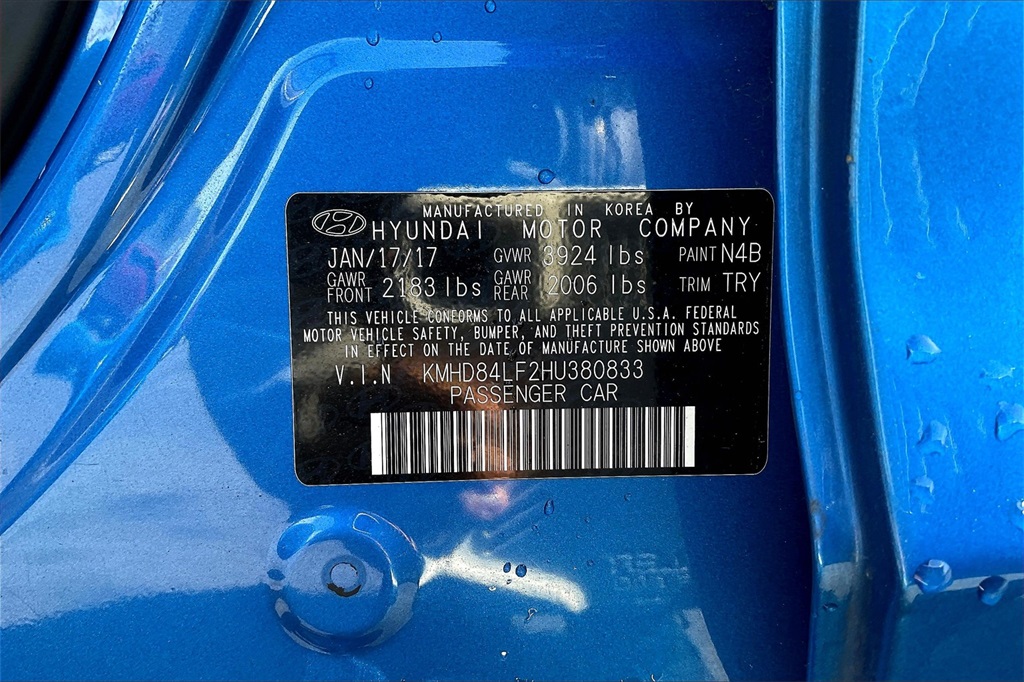 MANUFACTURED IN KOREA BY
HYUNDAI MOTOR COMPANY
JAN/17/17 GVWR 3924 lbs PAINT N4B
GAWR FRONT 2183 lbs GAWR REAR 2006 lbs TRIM TRY
THIS VEHICLE CONFORMS TO ALL APPLICABLE U.S.A. FEDERAL
MOTOR VEHICLE SAFETY, BUMPER, AND THEFT PREVENTION STANDARDS
IN EFFECT ON THE DATE OF MANUFACTURE SHOWN ABOVE
V.I.N KMHD84LF2HU380833
PASSENGER CAR